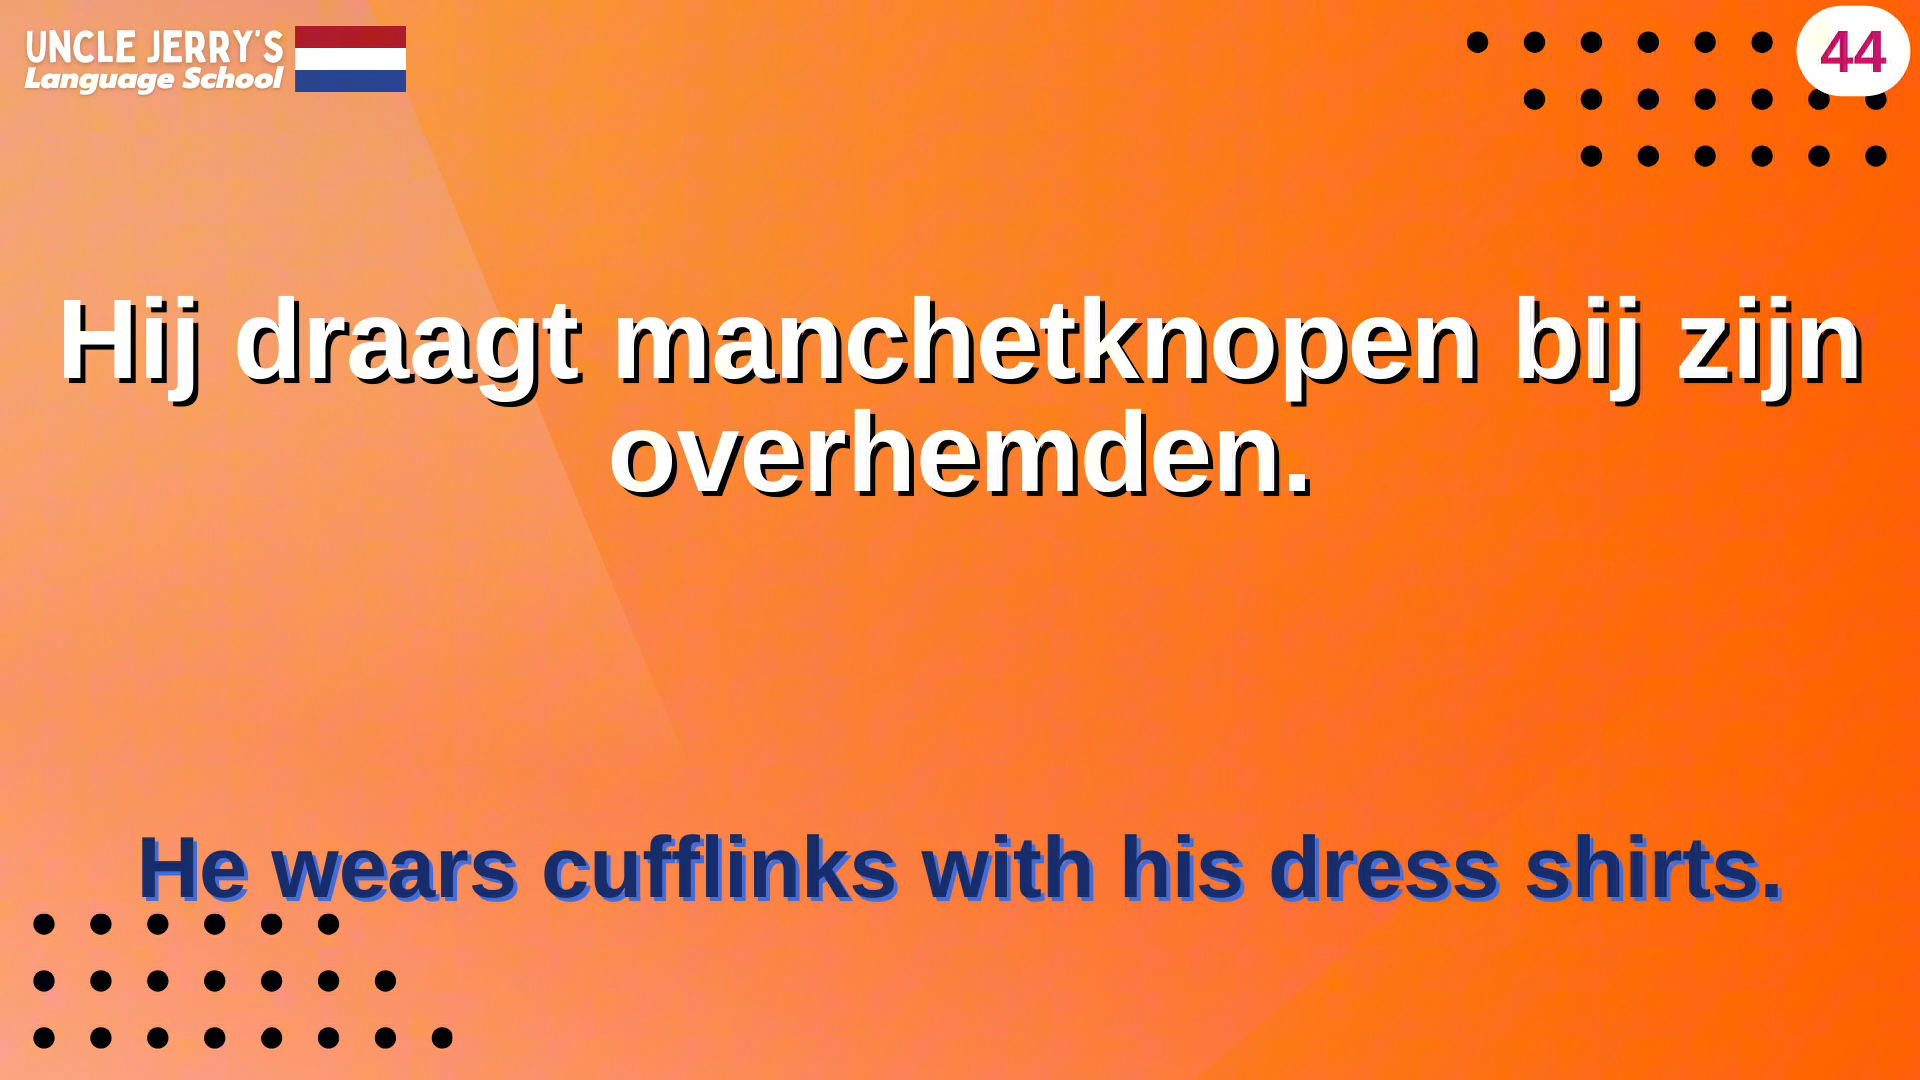 UNCLE JERRY'S
Language School
44
Hij draagt manchetknopen bij zijn
overhemden.
He wears cufflinks with his dress shirts.